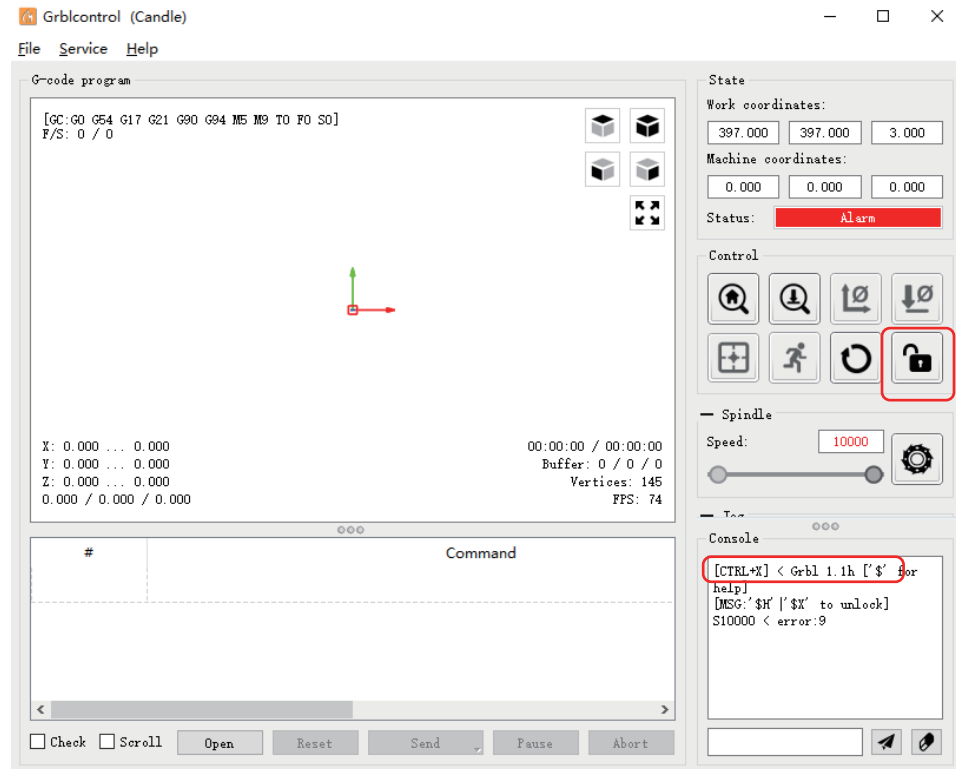 Grblcontrol (Candle)
File Service Help
G-code program
[GC:G0 G54 G17 G21 G90 G94 M5 M9 T0 F0 S0]
F/S: 0 / 0
X: 0.000 ... 0.000
Y: 0.000 ... 0.000
Z: 0.000 ... 0.000
0.000 / 0.000 / 0.000
00:00:00 / 00:00:00
Buffer: 0 / 0 / 0
Vertices: 145
FPS: 74
# Command
Check Scroll Open Reset Send Pause Abort
State
Work coordinates:
397.000 397.000 3.000
Machine coordinates:
0.000 0.000 0.000
Status: Alarm
Control
Spindle
Speed: 10000
Console
[CTRL+X] < Grbl 1.1h ['$' for
help]
[MSG:'$H'|'$X' to unlock]
S10000 < error:9